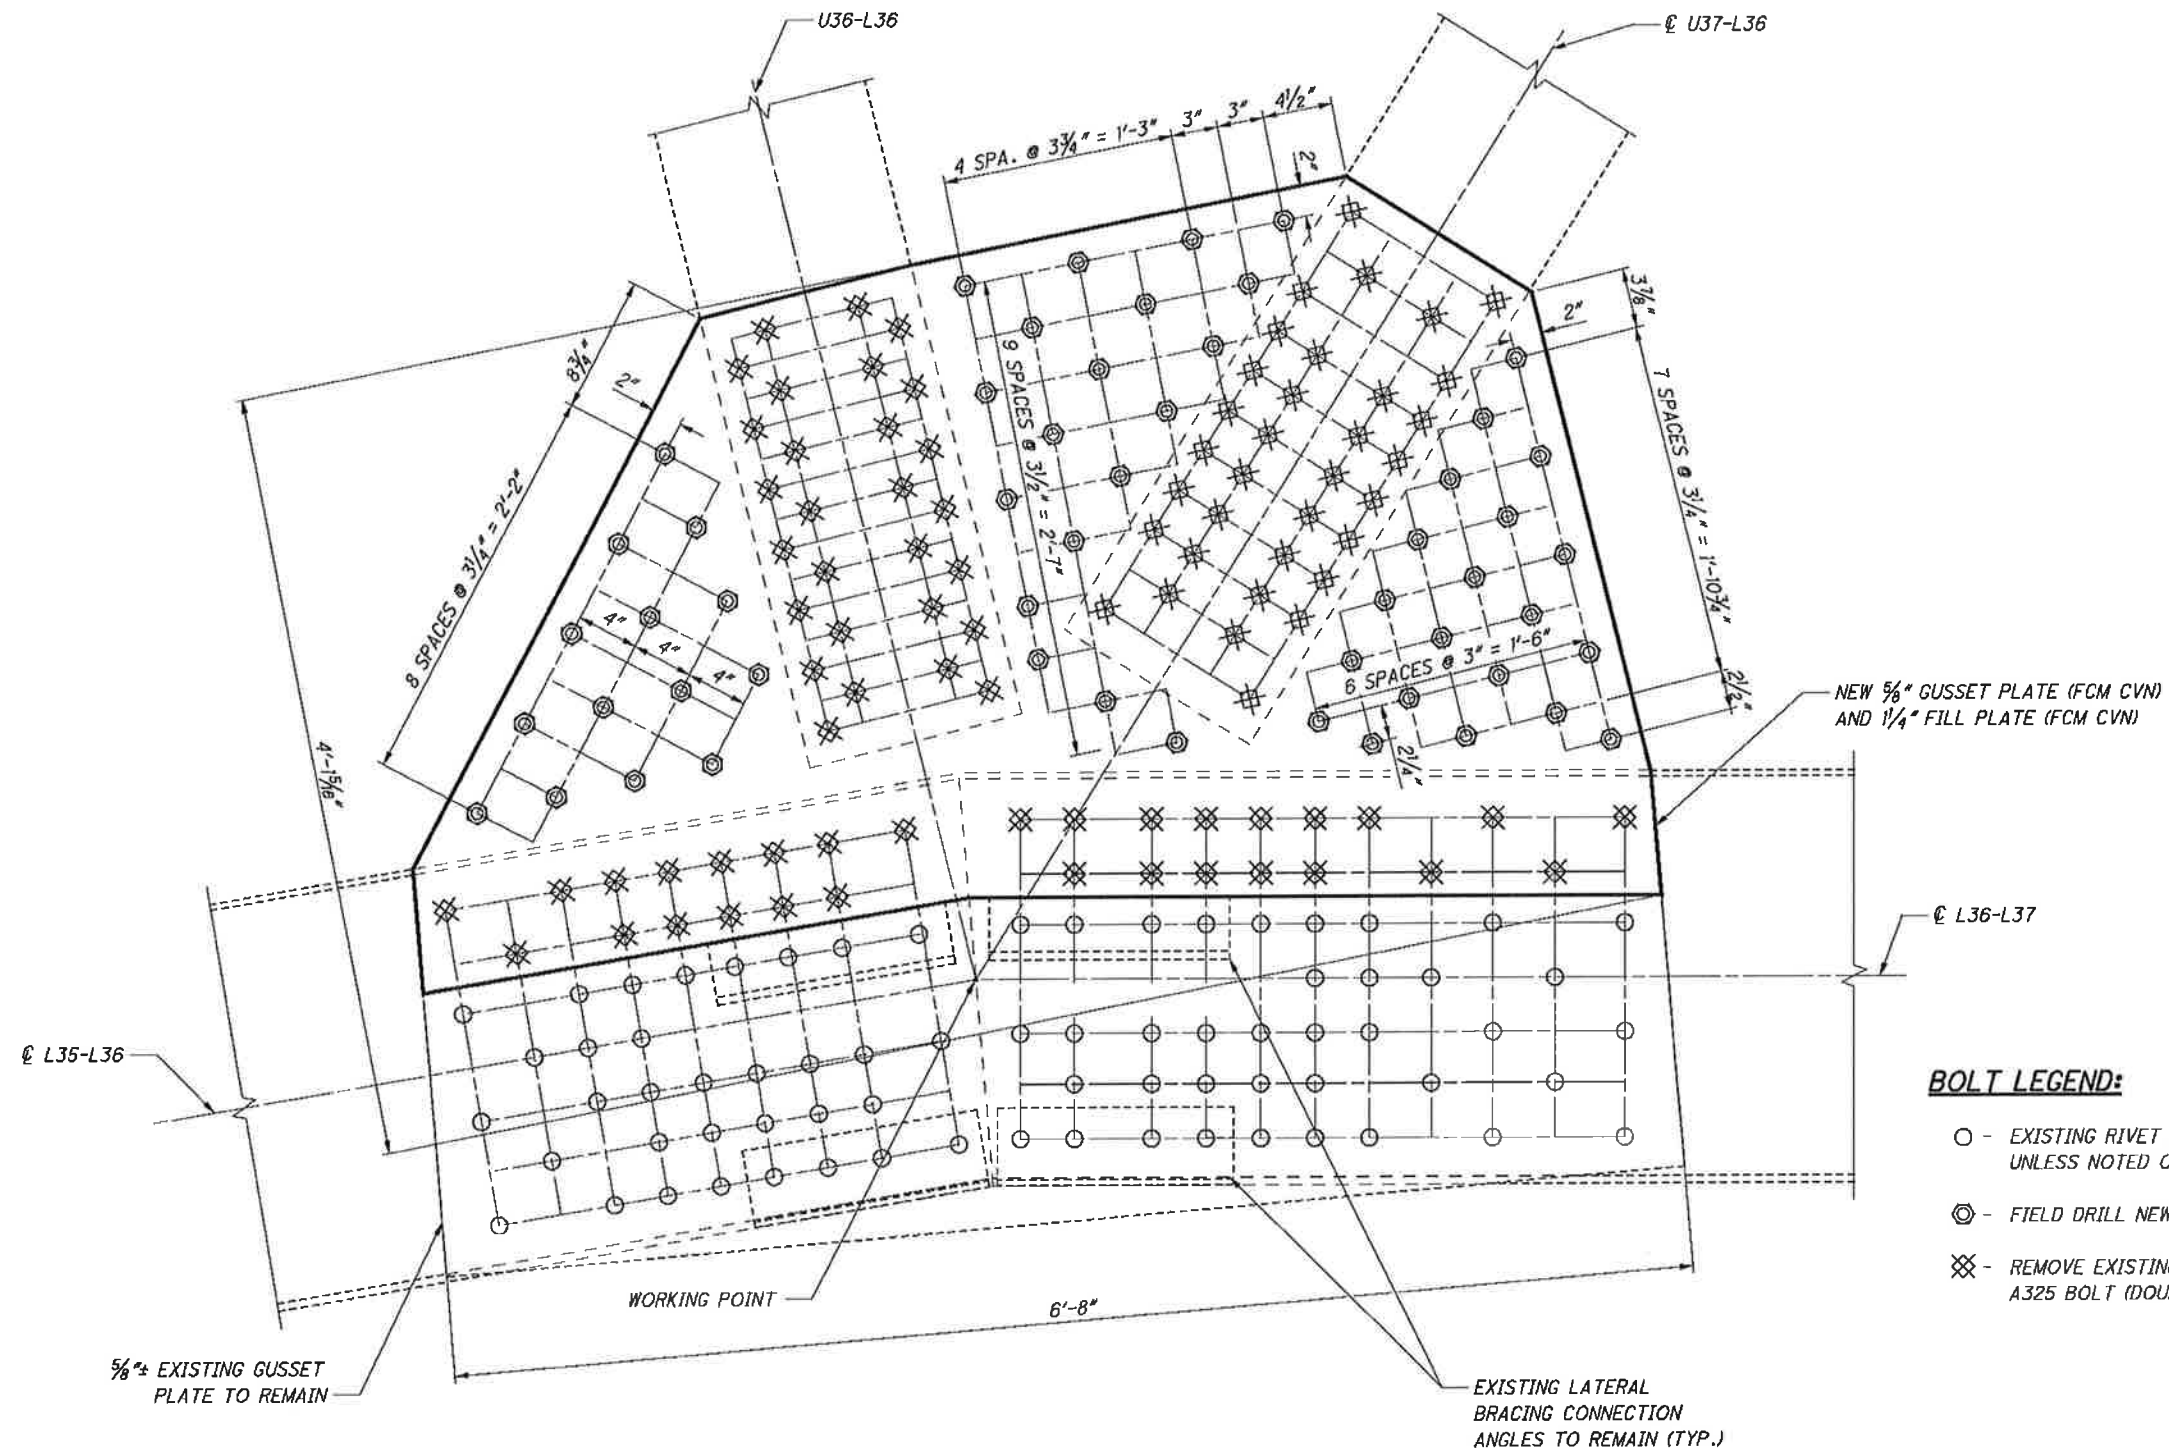 U36-L36
℄ U37-L36
4 SPA. @ 3¾" = 1'-3"
3"
3"
4½"
2"
8¾"
2"
8 SPACES @ 3¼" = 2'-2"
4"
4"
4"
9 SPACES @ 3½" = 2'-7"
3⅞"
2"
7 SPACES @ 3¼" = 1'-10¾"
6 SPACES @ 3" = 1'-6"
2¼"
2½"
4'-1⁵⁄₁₆"
NEW ⅝" GUSSET PLATE (FCM CVN)
AND 1¼" FILL PLATE (FCM CVN)
℄ L36-L37
℄ L35-L36
BOLT LEGEND:
- EXISTING RIVET
UNLESS NOTED
- FIELD DRILL NEW
- REMOVE EXISTING
A325 BOLT
WORKING POINT
6'-8"
⅝"± EXISTING GUSSET
PLATE TO REMAIN
EXISTING LATERAL
BRACING CONNECTION
ANGLES TO REMAIN (TYP.)